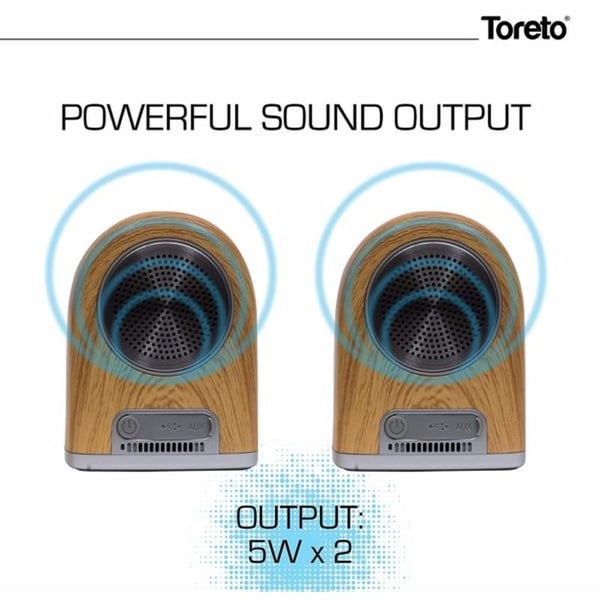 Toreto®
POWERFUL SOUND OUTPUT
AUX AUX
OUTPUT:
5W x 2